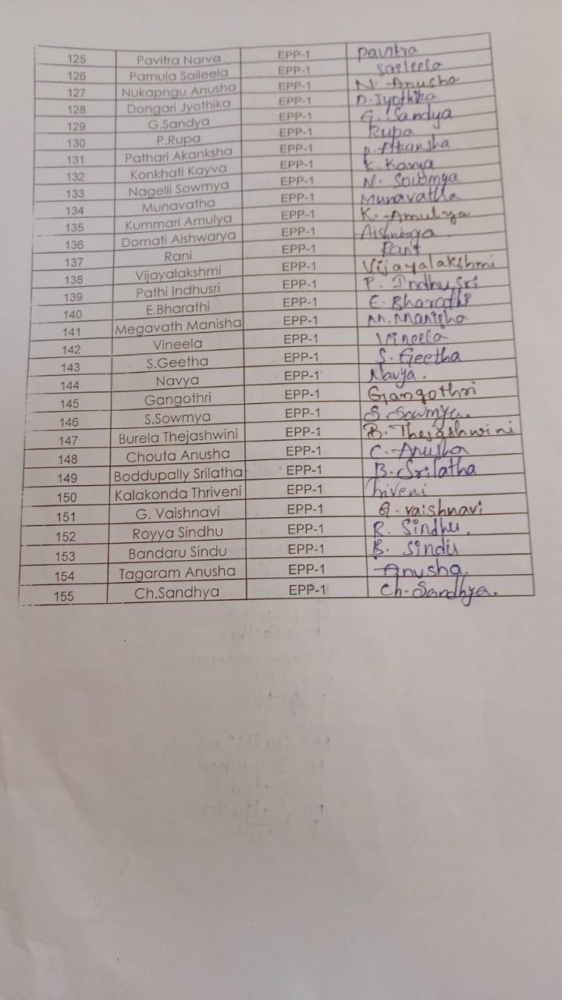 125 Pavitra Narva EPP-1 Pavitra
126 Pamula Saileela EPP-1 Saileela
127 Nukapngu Anusha EPP-1 N. Anusha
128 Dongari Jyothika EPP-1 D. Jyothika
129 G.Sandya EPP-1 G. Sandya
130 P.Rupa EPP-1 Rupa
131 Pathari Akanksha EPP-1 P. Akansha
132 Konkhati Kayva EPP-1 K. Kavya
133 Nagelli Sowmya EPP-1 N. Sowmya
134 Munavatha EPP-1 Munavatha
135 Kummari Amulya EPP-1 K. Amulya
136 Domati Aishwarya EPP-1
137 Rani EPP-1
138 Vijayalakshmi EPP-1 Vijayalakshmi
139 Pathi Indhusri EPP-1 P. Indhu Sri
140 E.Bharathi EPP-1 E. Bharathi
141 Megavath Manisha EPP-1 M. Manisha
142 Vineela EPP-1 Vineela
143 S.Geetha EPP-1 S. Geetha
144 Navya EPP-1 Navya.
145 Gangothri EPP-1 Gangothri
146 S.Sowmya EPP-1 S. Sowmya.
147 Burela Thejashwini EPP-1 B. Thejashwini
148 Chouta Anusha EPP-1 C. Anusha
149 Boddupally Srilatha EPP-1 B. Srilatha
150 Kalakonda Thriveni EPP-1
151 G. Vaishnavi EPP-1 G. vaishnavi
152 Royya Sindhu EPP-1 R. Sindhu.
153 Bandaru Sindu EPP-1 B. Sindu
154 Tagaram Anusha EPP-1 Anusha
155 Ch.Sandhya EPP-1 Ch. Sandhya.